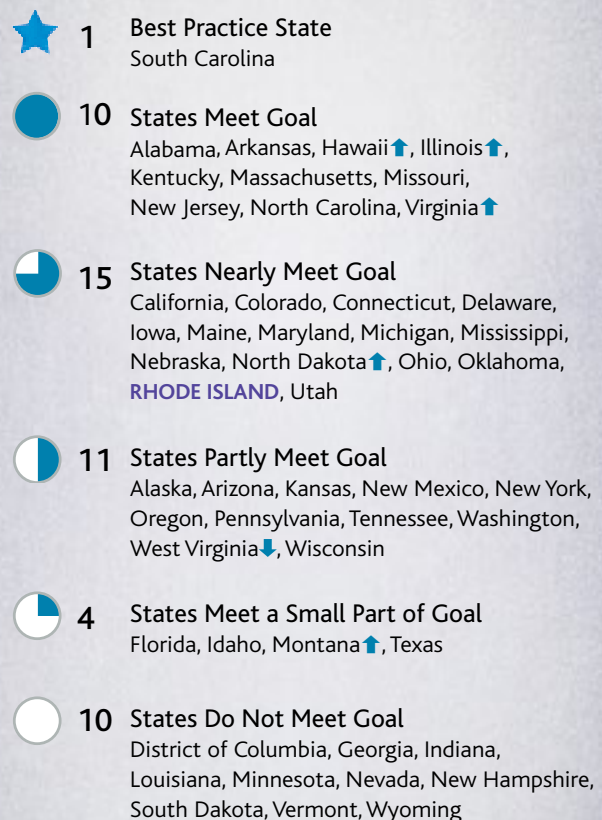 1 Best Practice State
South Carolina
10 States Meet Goal
Alabama, Arkansas, Hawaii⬆, Illinois⬆,
Kentucky, Massachusetts, Missouri,
New Jersey, North Carolina, Virginia⬆
15 States Nearly Meet Goal
California, Colorado, Connecticut, Delaware,
Iowa, Maine, Maryland, Michigan, Mississippi,
Nebraska, North Dakota⬆, Ohio, Oklahoma,
RHODE ISLAND, Utah
11 States Partly Meet Goal
Alaska, Arizona, Kansas, New Mexico, New York,
Oregon, Pennsylvania, Tennessee, Washington,
West Virginia⬇, Wisconsin
4 States Meet a Small Part of Goal
Florida, Idaho, Montana⬆, Texas
10 States Do Not Meet Goal
District of Columbia, Georgia, Indiana,
Louisiana, Minnesota, Nevada, New Hampshire,
South Dakota, Vermont, Wyoming